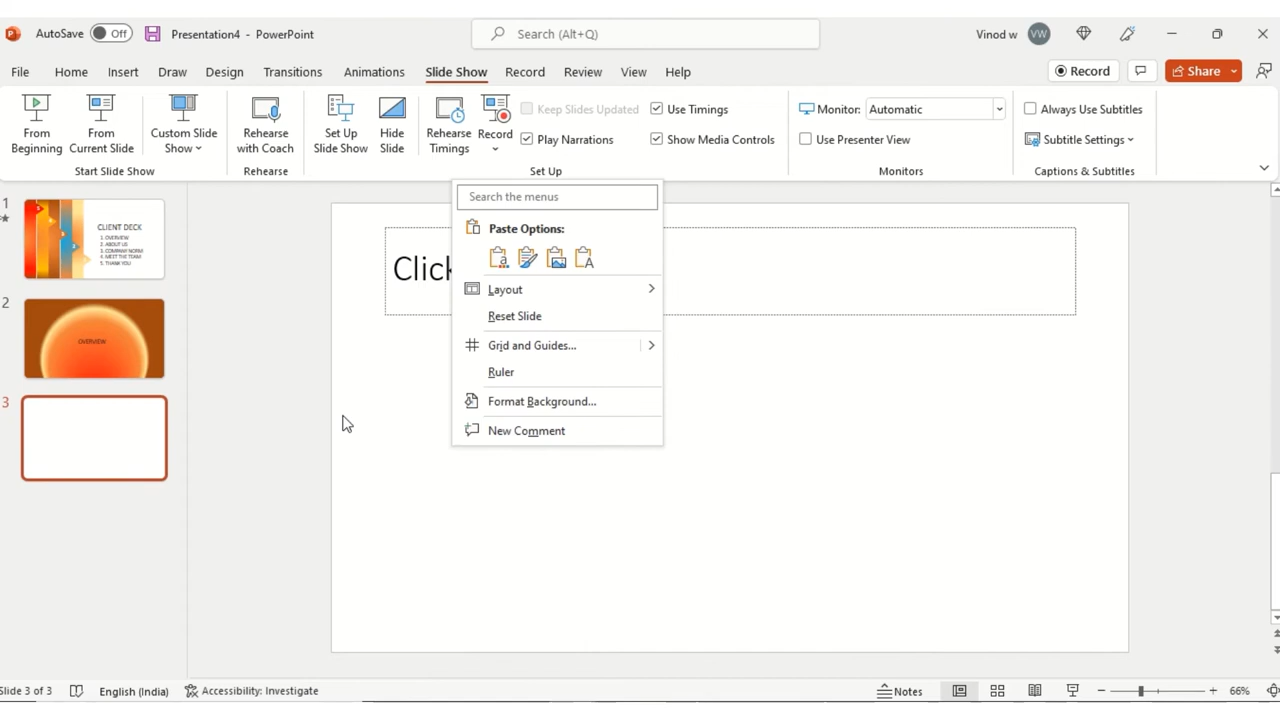 AutoSave Off Presentation4 - PowerPoint Search (Alt+Q) Vinod w VW
File Home Insert Draw Design Transitions Animations Slide Show Record Review View Help Record Share
From Beginning
From Current Slide
Custom Slide Show
Start Slide Show
Rehearse with Coach
Rehearse
Set Up Slide Show
Hide Slide
Rehearse Timings
Record
Keep Slides Updated
Play Narrations
Use Timings
Show Media Controls
Set Up
Monitor: Automatic
Use Presenter View
Monitors
Always Use Subtitles
Subtitle Settings
Captions & Subtitles
1
CLIENT DECK
1. OVERVIEW
2. ABOUT US
3. COMPANY NORM
4. MEET THE TEAM
5. THANK YOU
2
OVERVIEW
3
Click
Search the menus
Paste Options:
Layout
Reset Slide
Grid and Guides...
Ruler
Format Background...
New Comment
Slide 3 of 3 English (India) Accessibility: Investigate Notes 66%